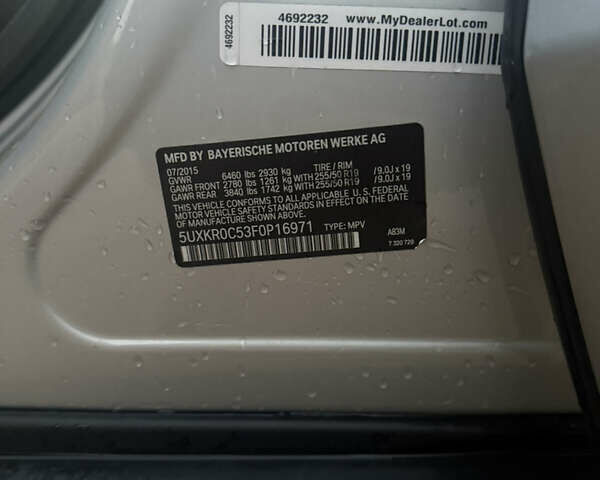 4692232
4692232 www.MyDealerLot.com
MFD BY BAYERISCHE MOTOREN WERKE AG
07/2015 6460 lbs 2930 kg TIRE / RIM
GVWR
GAWR FRONT 2780 lbs 1261 kg WITH 255/50 R19 /9.0J x 19
GAWR REAR 3840 lbs 1742 kg WITH 255/50 R19 /9.0J x 19
THIS VEHICLE CONFORMS TO ALL APPLICABLE U.S. FEDERAL
MOTOR VEHICLE SAFETY STANDARDS IN EFFECT ON THE DATE
OF MANUFACTURE SHOWN ABOVE.
5UXKR0C53F0P16971 TYPE: MPV A83M
7 320 720